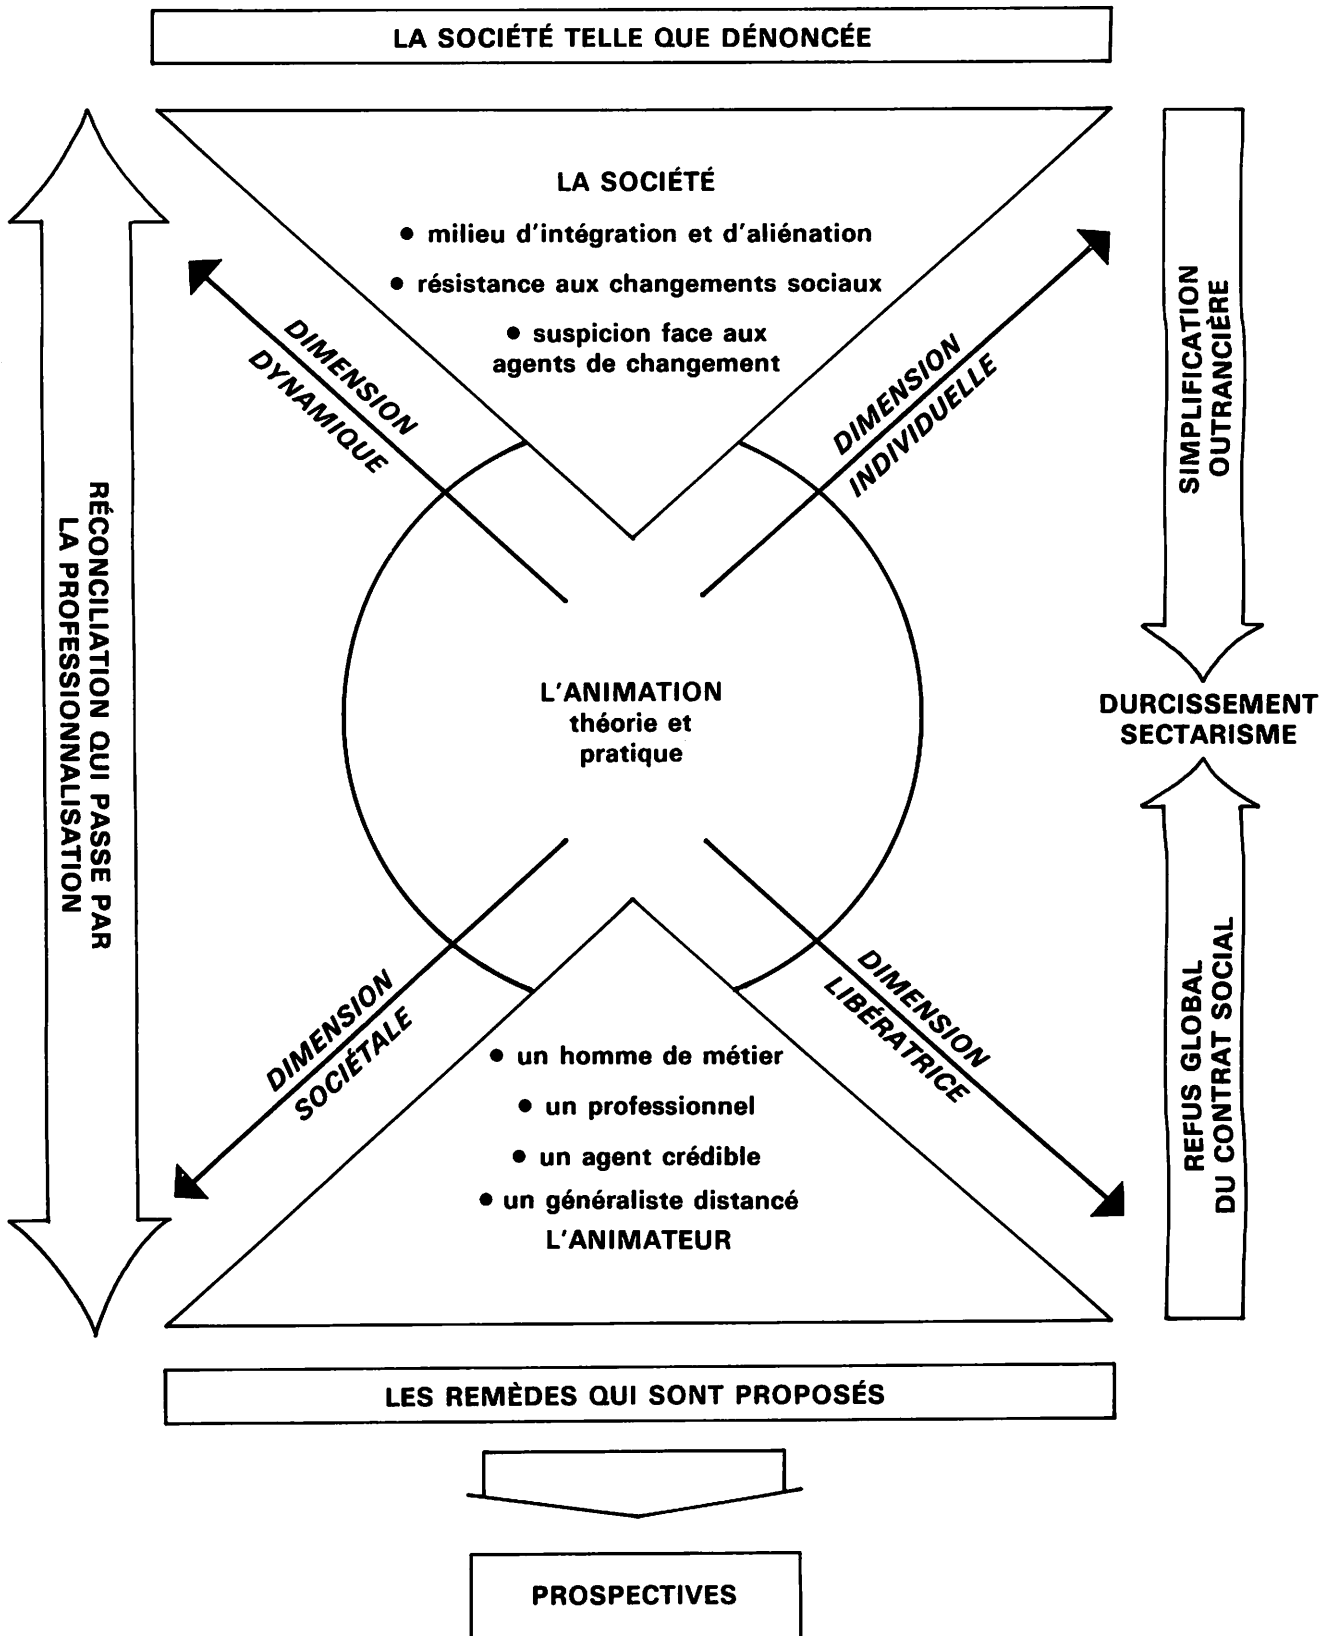 LA SOCIÉTÉ TELLE QUE DÉNONCÉE
LA SOCIÉTÉ
• milieu d'intégration et d'aliénation
• résistance aux changements sociaux
• suspicion face aux
agents de changement
DIMENSION
DYNAMIQUE
DIMENSION
INDIVIDUELLE
SIMPLIFICATION
OUTRANCIÈRE
RÉCONCILIATION QUI PASSE PAR
LA PROFESSIONNALISATION
L'ANIMATION
théorie et
pratique
DURCISSEMENT
SECTARISME
DIMENSION
SOCIÉTALE
DIMENSION
LIBÉRATRICE
REFUS GLOBAL
DU CONTRAT SOCIAL
• un homme de métier
• un professionnel
• un agent crédible
• un généraliste distancé
L'ANIMATEUR
LES REMÈDES QUI SONT PROPOSÉS
PROSPECTIVES